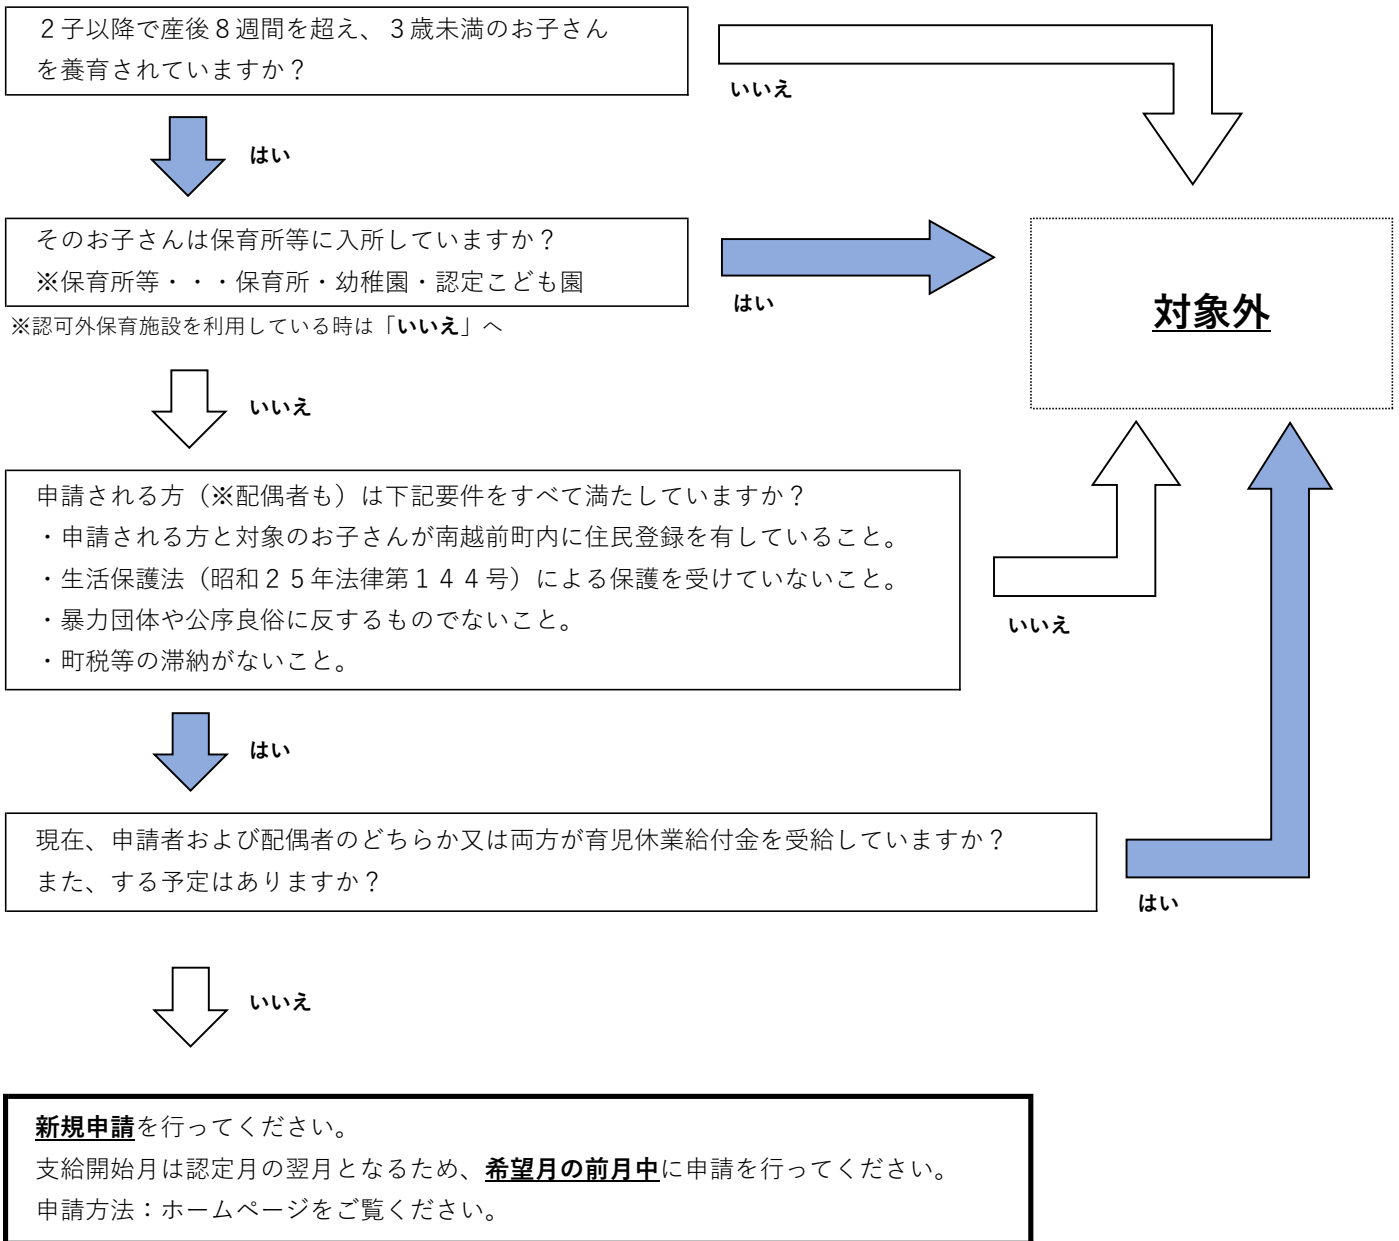 ２子以降で産後８週間を超え、３歳未満のお子さん
を養育されていますか？
いいえ
はい
そのお子さんは保育所等に入所していますか？
※保育所等・・・保育所・幼稚園・認定こども園
はい
※認可外保育施設を利用している時は「いいえ」へ
対象外
いいえ
申請される方（※配偶者も）は下記要件をすべて満たしていますか？
・申請される方と対象のお子さんが南越前町内に住民登録を有していること。
・生活保護法（昭和２５年法律第１４４号）による保護を受けていないこと。
・暴力団体や公序良俗に反するものでないこと。
・町税等の滞納がないこと。
いいえ
はい
現在、申請者および配偶者のどちらか又は両方が育児休業給付金を受給していますか？
また、する予定はありますか？
はい
いいえ
新規申請を行ってください。
支給開始月は認定月の翌月となるため、希望月の前月中に申請を行ってください。
申請方法：ホームページをご覧ください。